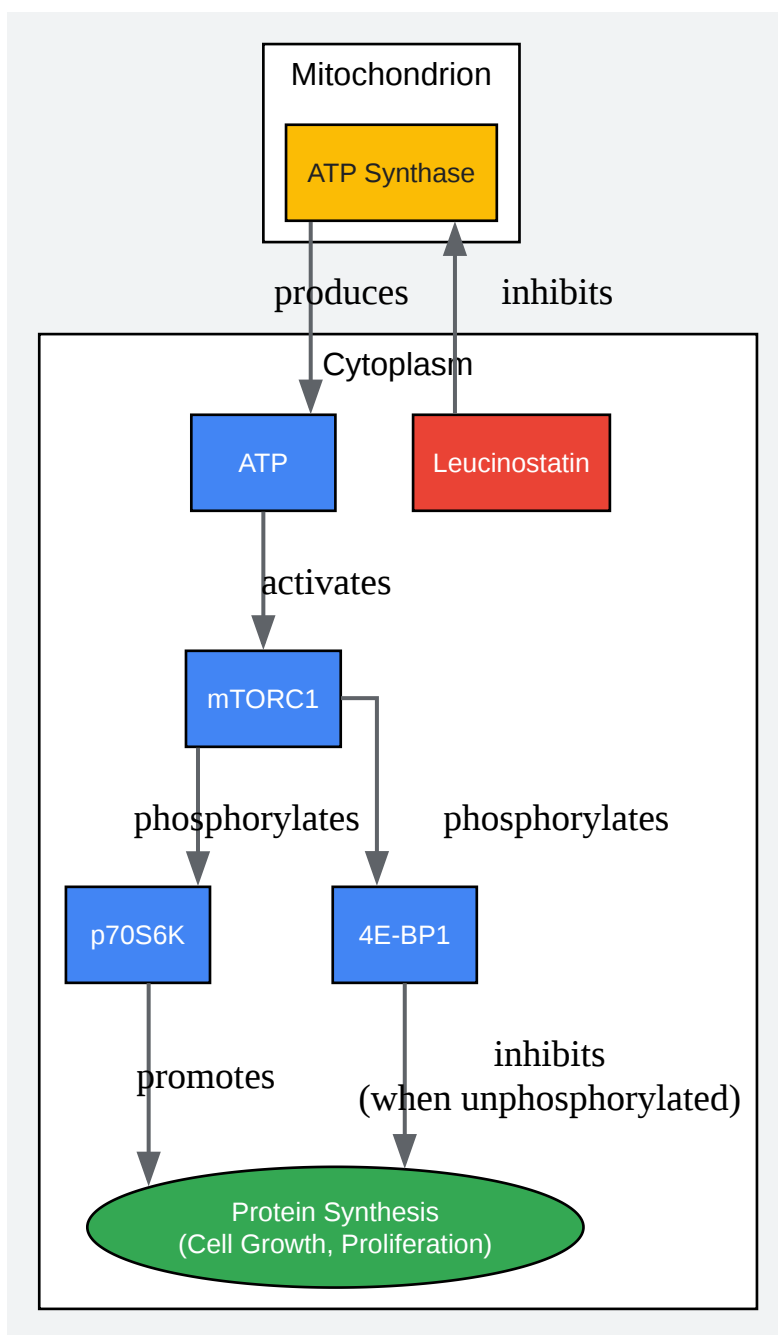 Mitochondrion
ATP Synthase
produces
inhibits
Cytoplasm
ATP
Leucinostatin
activates
mTORC1
phosphorylates
phosphorylates
p70S6K
4E-BP1
promotes
inhibits
(when unphosphorylated)
Protein Synthesis
(Cell Growth, Proliferation)